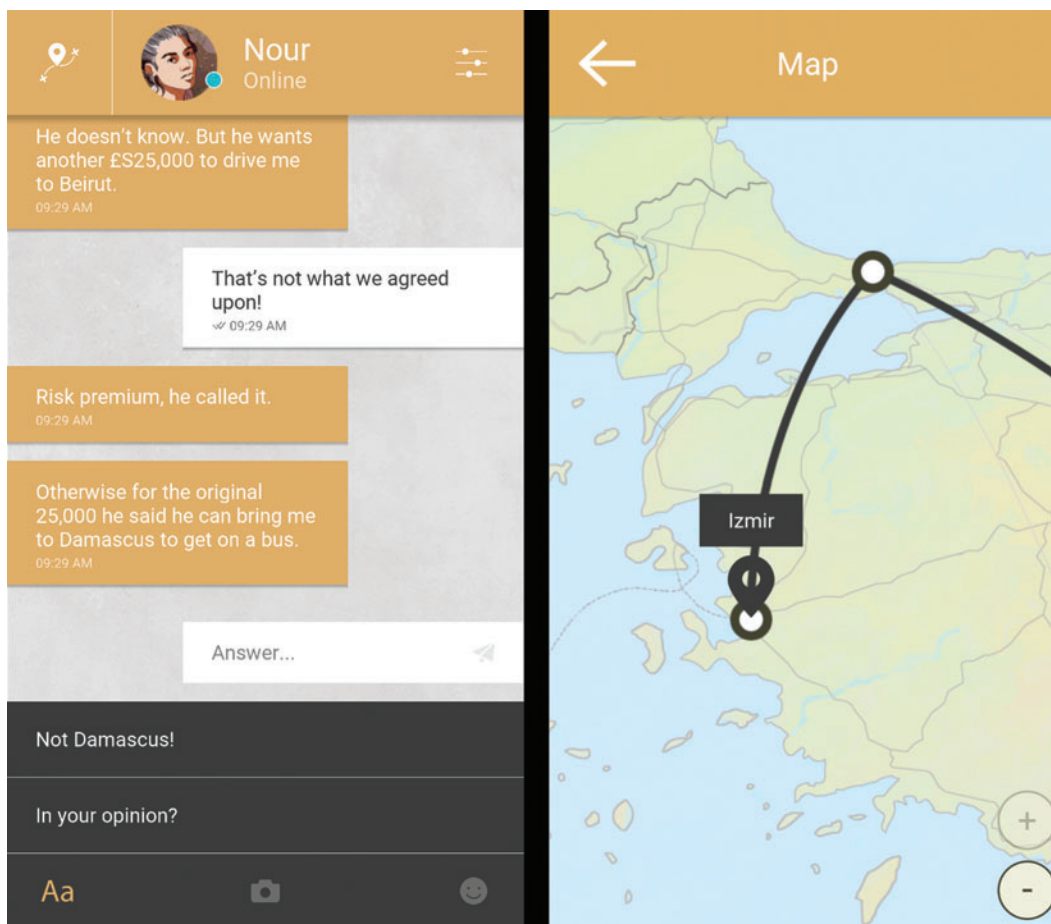 Nour
Online
He doesn’t know. But he wants
another £S25,000 to drive me
to Beirut.
09:29 AM
That’s not what we agreed
upon!
09:29 AM
Risk premium, he called it.
09:29 AM
Otherwise for the original
25,000 he said he can bring me
to Damascus to get on a bus.
09:29 AM
Answer...
Not Damascus!
In your opinion?
Aa
Map
Izmir
+
-